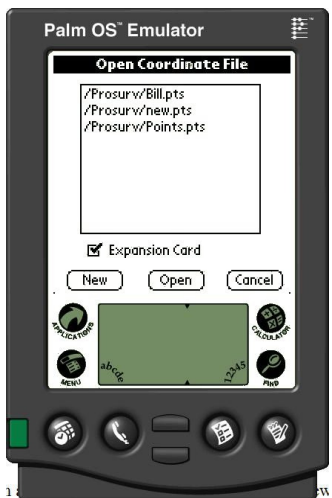 Palm OS™ Emulator
Open Coordinate File
/Prosurv/Bill.pts
/Prosurv/new.pts
/Prosurv/Points.pts
Expansion Card
New Open Cancel
APPLICATIONS
CALCULATOR
MENU
abcde
12345
FIND